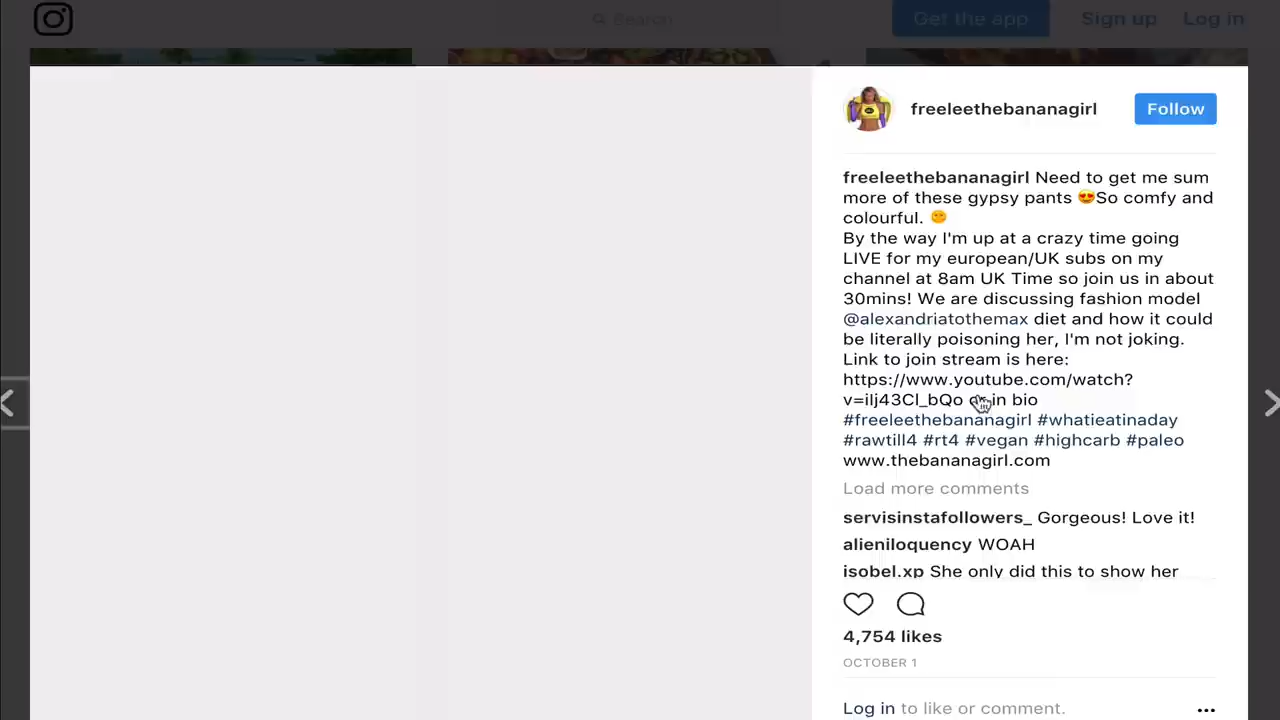 Search
Get the app
Sign up
Log in
freeleethebananagirl
Follow
freeleethebananagirl Need to get me sum
more of these gypsy pants 😍So comfy and
colourful. 😊
By the way I'm up at a crazy time going
LIVE for my european/UK subs on my
channel at 8am UK Time so join us in about
30mins! We are discussing fashion model
@alexandriatothemax diet and how it could
be literally poisoning her, I'm not joking.
Link to join stream is here:
https://www.youtube.com/watch?
v=iIj43Cl_bQo or in bio
#freeleethebananagirl #whatieatinaday
#rawtill4 #rt4 #vegan #highcarb #paleo
www.thebananagirl.com
Load more comments
servisinstafollowers_ Gorgeous! Love it!
alieniloquency WOAH
isobel.xp She only did this to show her
4,754 likes
OCTOBER 1
Log in to like or comment.